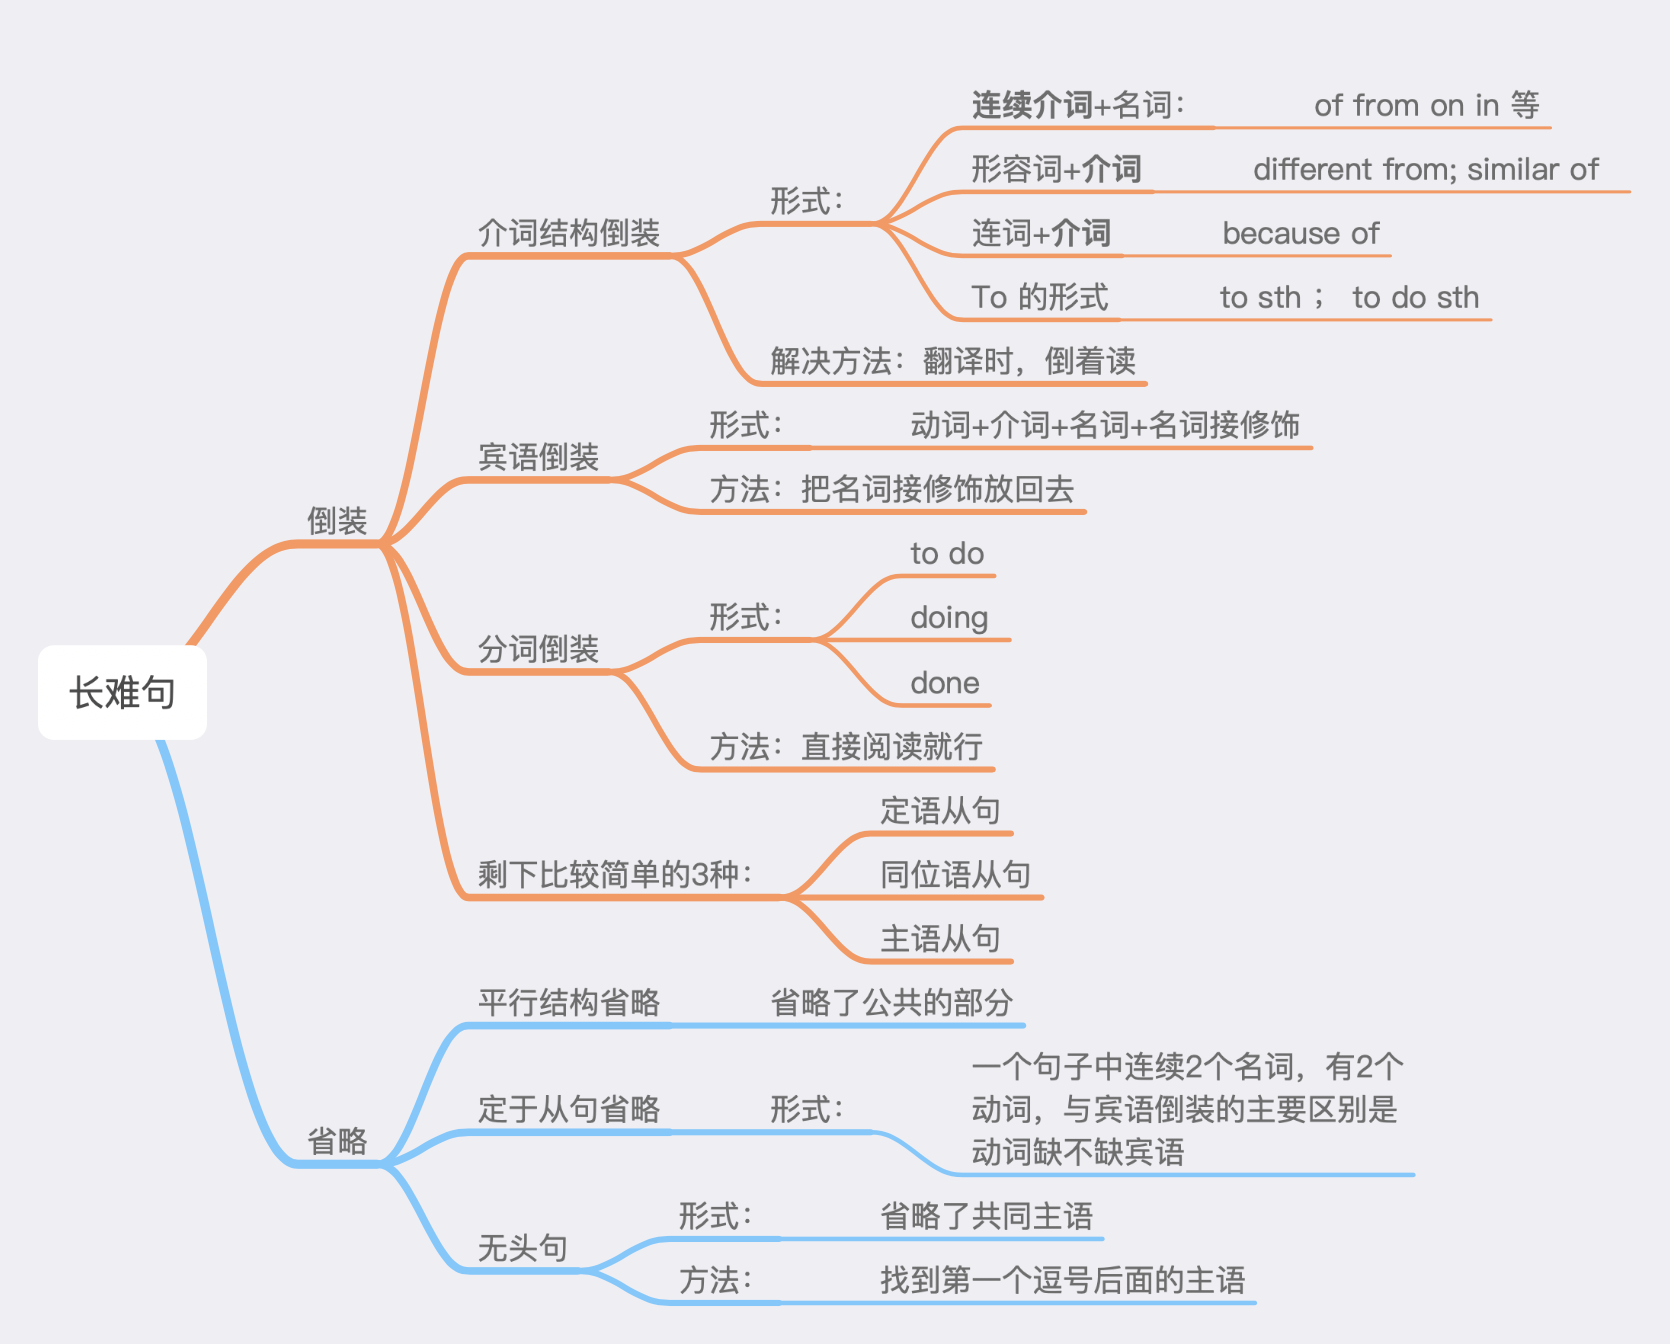 长难句
倒装
介词结构倒装
形式：
连续介词+名词： of from on in 等
形容词+介词 different from; similar of
连词+介词 because of
To 的形式 to sth ； to do sth
解决方法：翻译时，倒着读
宾语倒装
形式： 动词+介词+名词+名词接修饰
方法：把名词接修饰放回去
分词倒装
形式：
to do
doing
done
方法：直接阅读就行
剩下比较简单的3种：
定语从句
同位语从句
主语从句
省略
平行结构省略 省略了公共的部分
定于从句省略 形式：
一个句子中连续2个名词，有2个
动词，与宾语倒装的主要区别是
动词缺不缺宾语
无头句
形式： 省略了共同主语
方法： 找到第一个逗号后面的主语